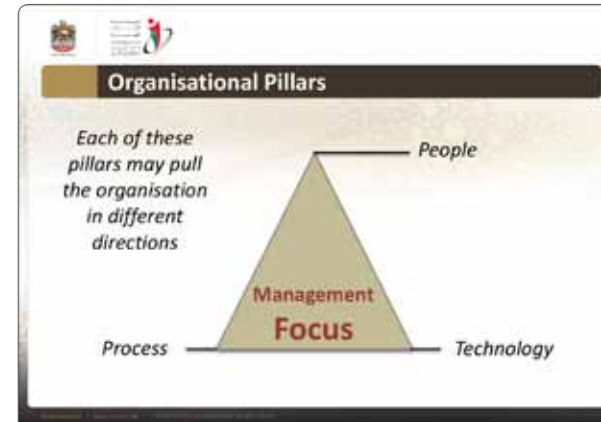 Organisational Pillars
Each of these
pillars may pull
the organisation
in different
directions
People
Management
Focus
Process
Technology